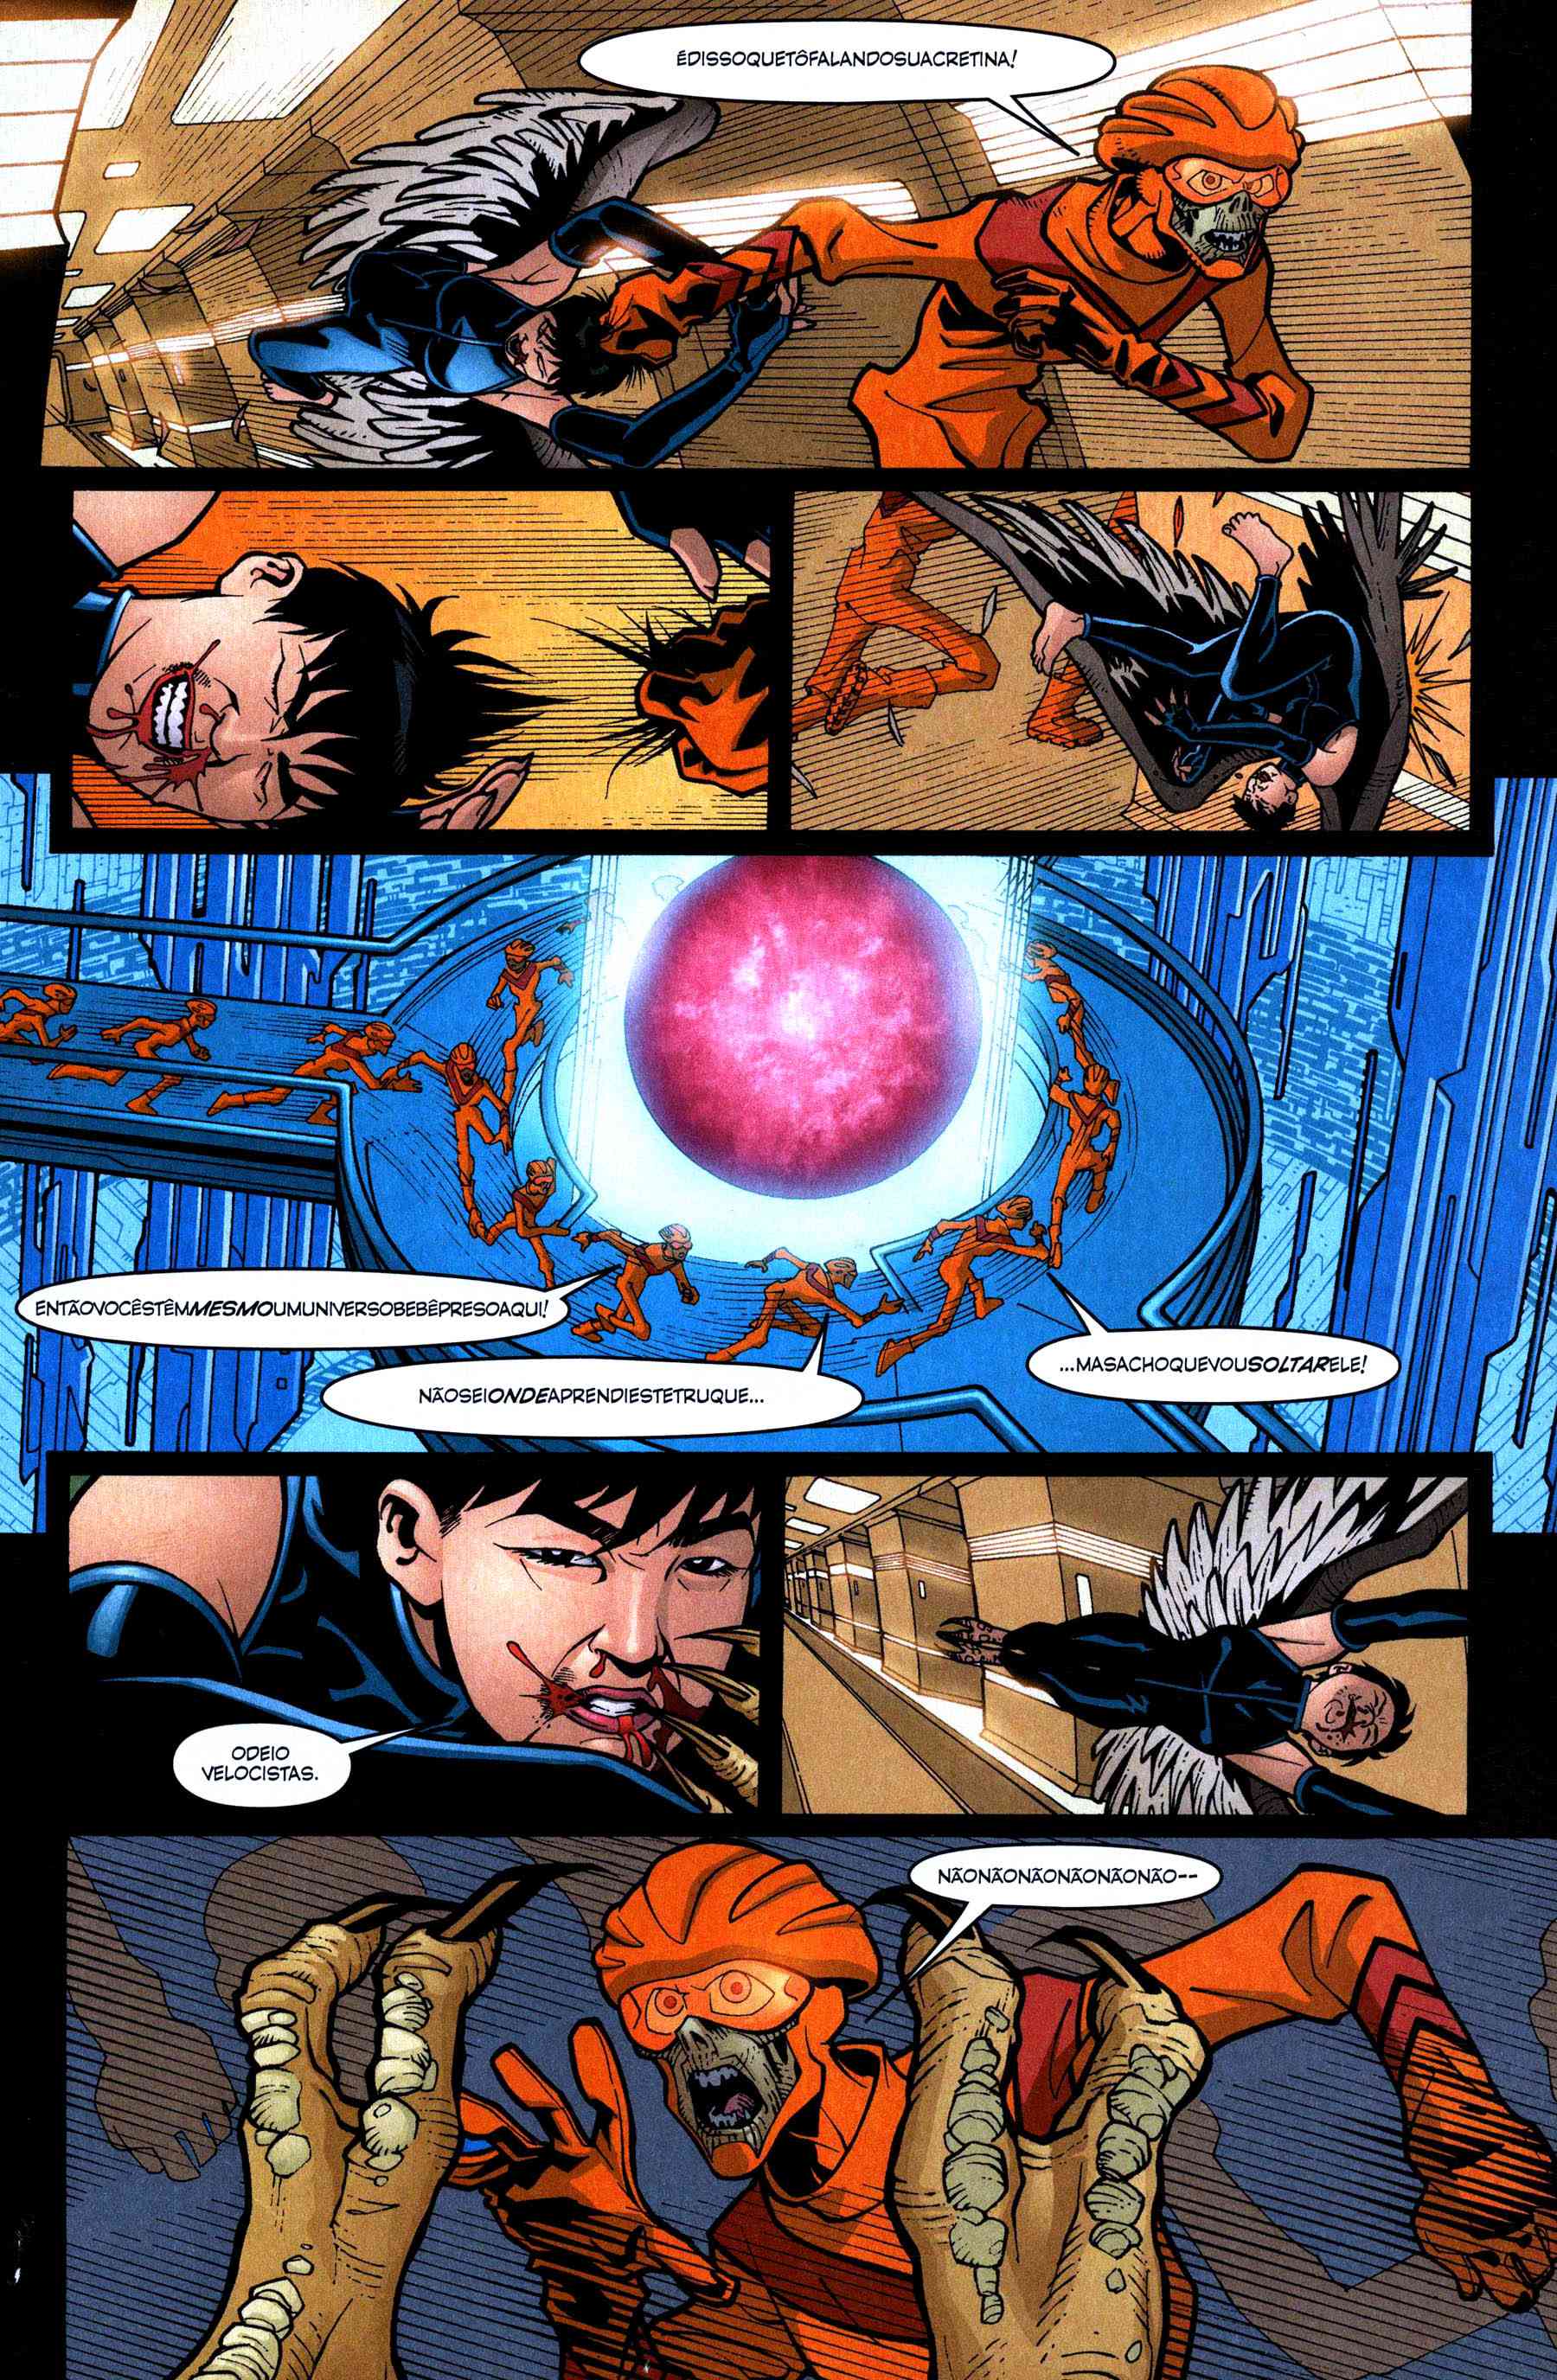 ÉDISSOQUETÔFALANDOSUACRETINA!
ENTÃOVOCÊSTÊMMESMOUMUNIVERSOBEBÊPRESOAQUI!
NÃOSEIONDEAPRENDIESTETRUQUE...
...MASACHOQUEVOUSOLTARELE!
ODEIO
VELOCISTAS.
NÃONÃONÃONÃONÃONÃO--